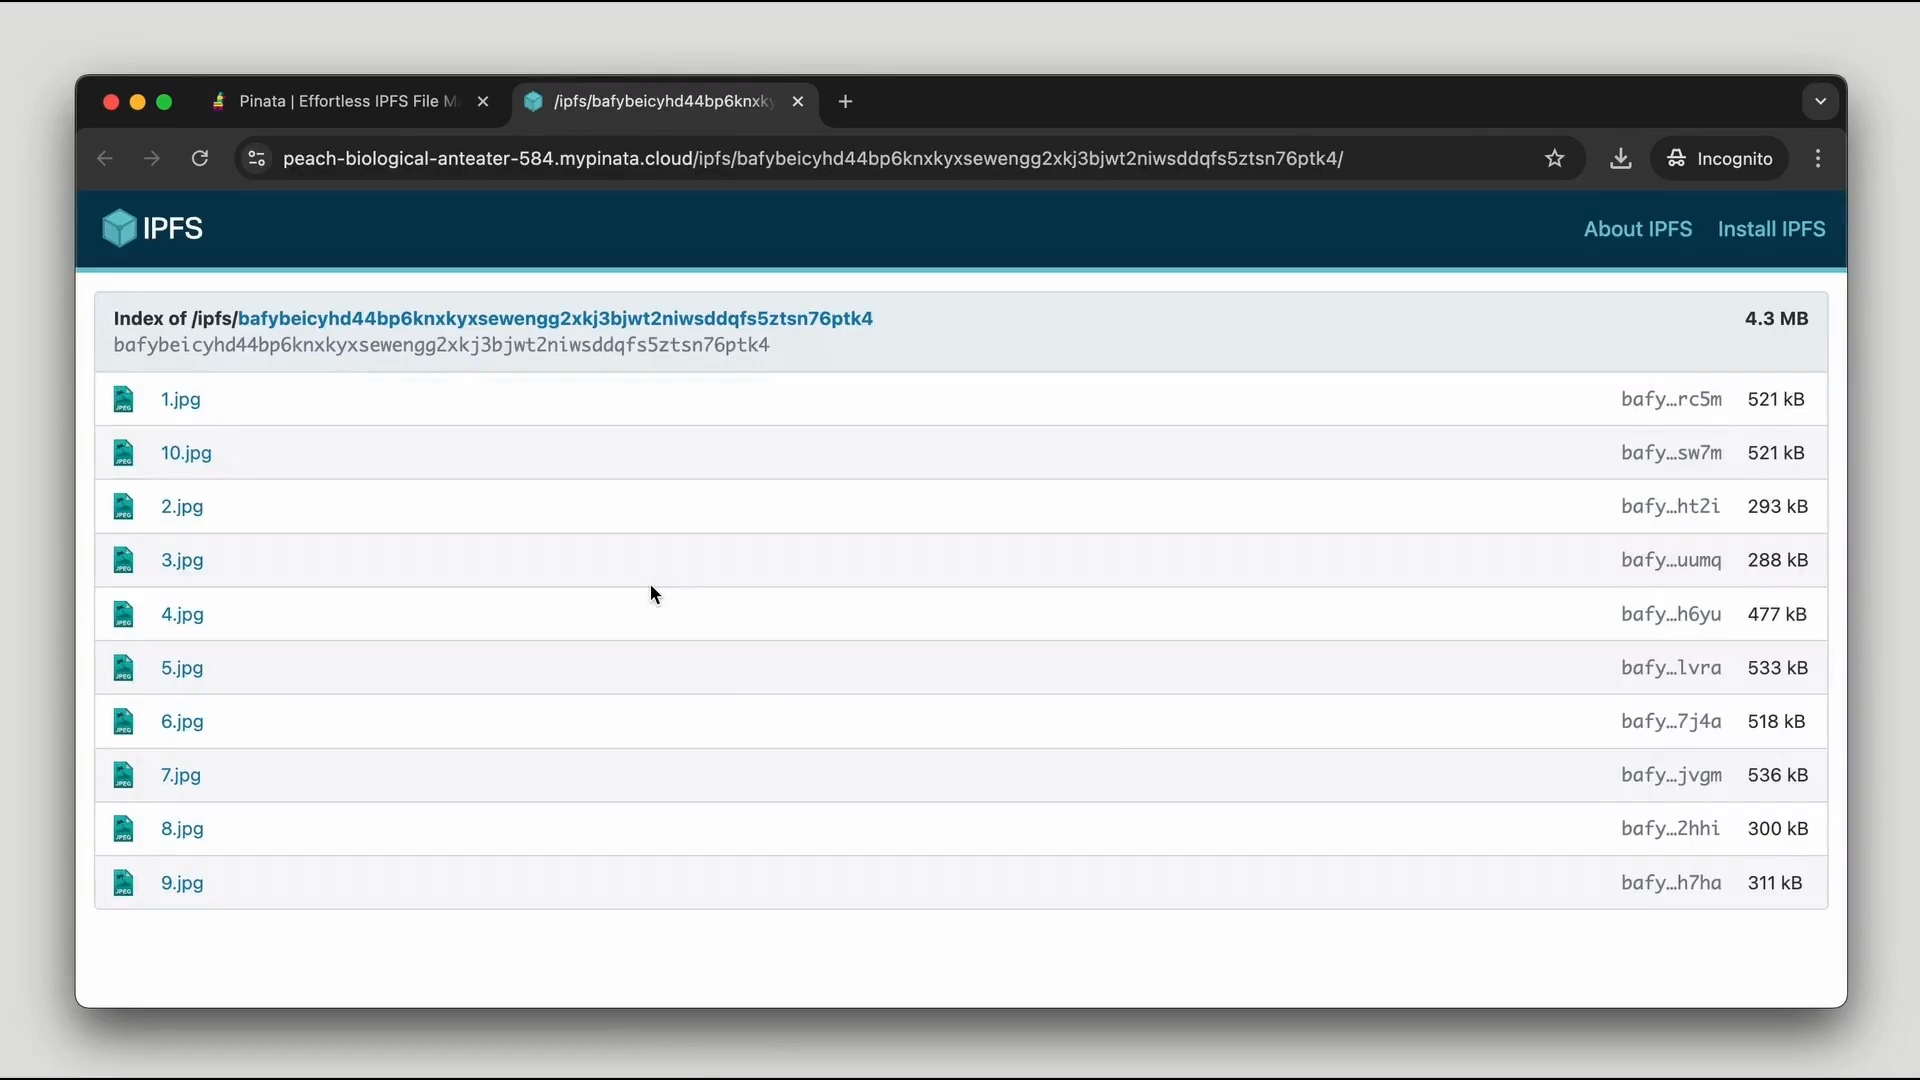 Pinata | Effortless IPFS File M
/ipfs/bafybeicyhd44bp6knxky
peach-biological-anteater-584.mypinata.cloud/ipfs/bafybeicyhd44bp6knxkyxsewengg2xkj3bjwt2niwsddqfs5ztsn76ptk4/
Incognito
IPFS
About IPFS
Install IPFS
Index of /ipfs/bafybeicyhd44bp6knxkyxsewengg2xkj3bjwt2niwsddqfs5ztsn76ptk4
4.3 MB
bafybeicyhd44bp6knxkyxsewengg2xkj3bjwt2niwsddqfs5ztsn76ptk4
1.jpg bafy…rc5m 521 kB
10.jpg bafy…sw7m 521 kB
2.jpg bafy…ht2i 293 kB
3.jpg bafy…uumq 288 kB
4.jpg bafy…h6yu 477 kB
5.jpg bafy…lvra 533 kB
6.jpg bafy…7j4a 518 kB
7.jpg bafy…jvgm 536 kB
8.jpg bafy…2hhi 300 kB
9.jpg bafy…h7ha 311 kB